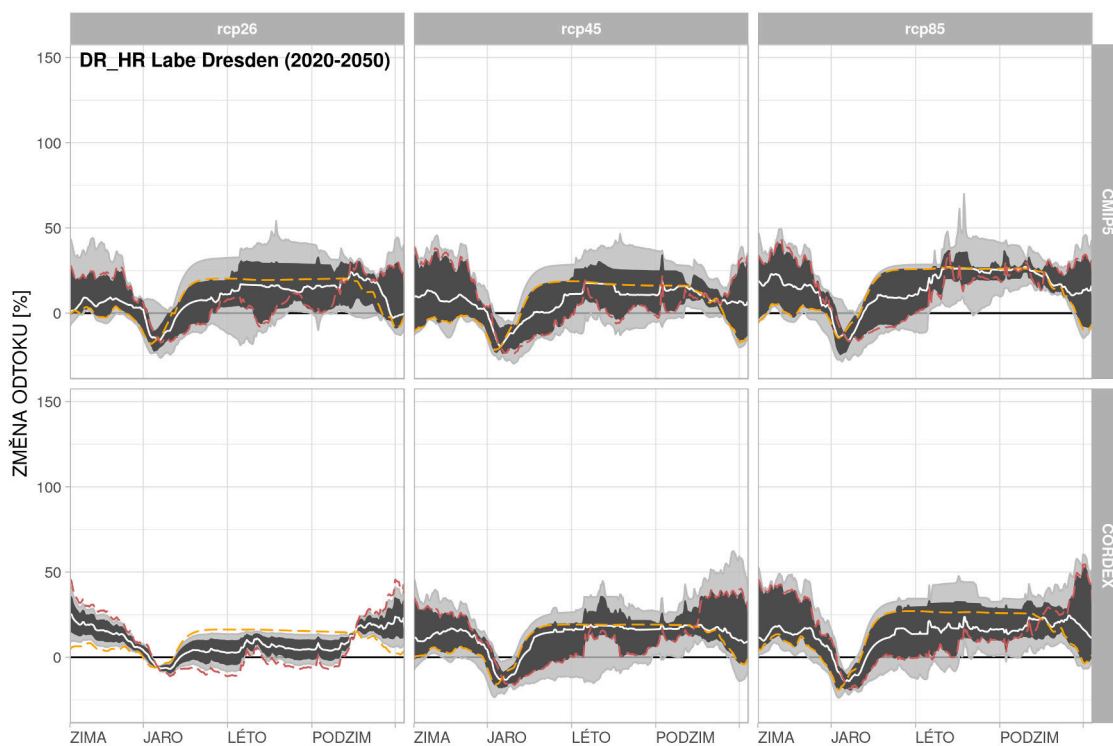 rcp26 rcp45 rcp85
DR_HR Labe Dresden (2020-2050)
150
100
50
0
CMIP5
ZMĚNA ODTOKU [%]
150
100
50
0
CORDEX
ZIMA JARO LÉTO PODZIM
ZIMA JARO LÉTO PODZIM
ZIMA JARO LÉTO PODZIM